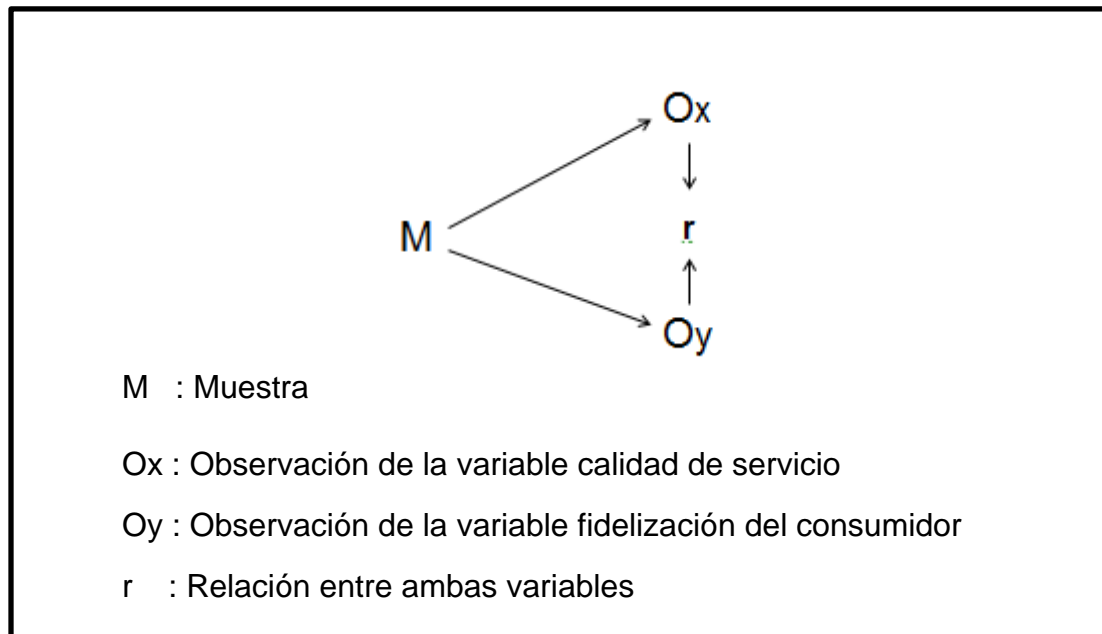 Ox
M
r
Oy
M : Muestra
Ox : Observación de la variable calidad de servicio
Oy : Observación de la variable fidelización del consumidor
r : Relación entre ambas variables